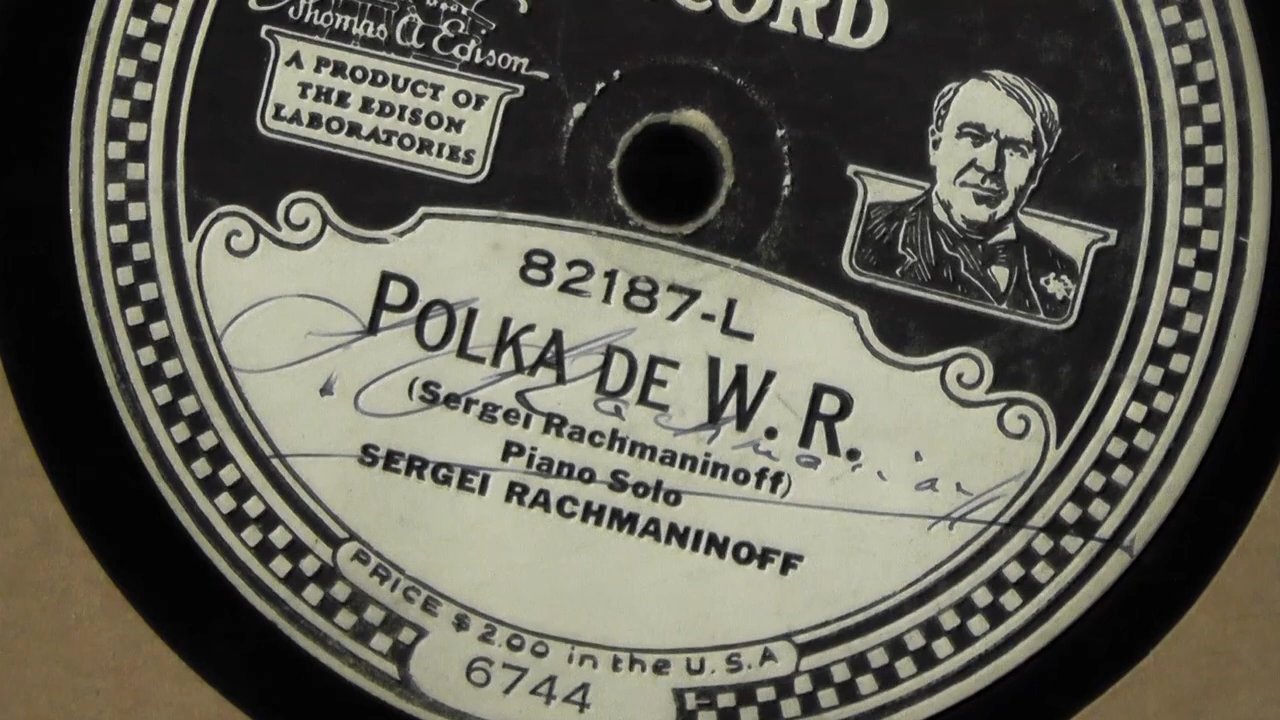 Thomas A Edison
A PRODUCT OF
THE EDISON
LABORATORIES
82187-L
POLKA DE W. R.
(Sergei Rachmaninoff)
Piano Solo
SERGEI RACHMANINOFF
PRICE $2.00 in the U.S.A
6744